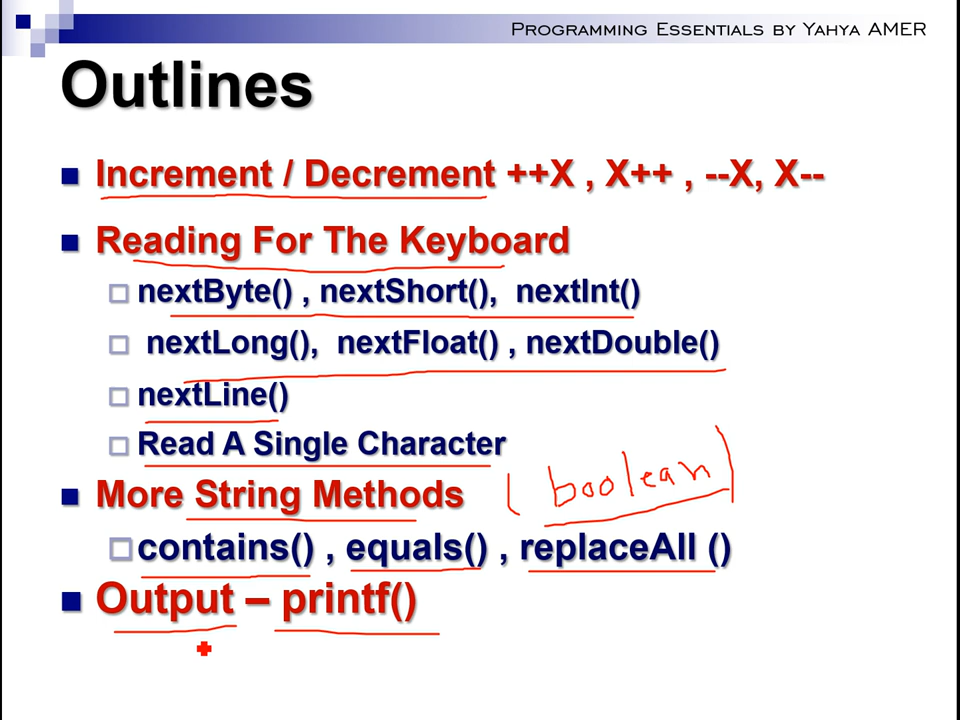 PROGRAMMING ESSENTIALS BY YAHYA AMER
Outlines
Increment / Decrement ++X , X++ , --X, X--
Reading For The Keyboard
nextByte() , nextShort(), nextInt()
nextLong(), nextFloat() , nextDouble()
nextLine()
Read A Single Character
More String Methods ( boolean )
contains() , equals() , replaceAll ()
Output – printf()